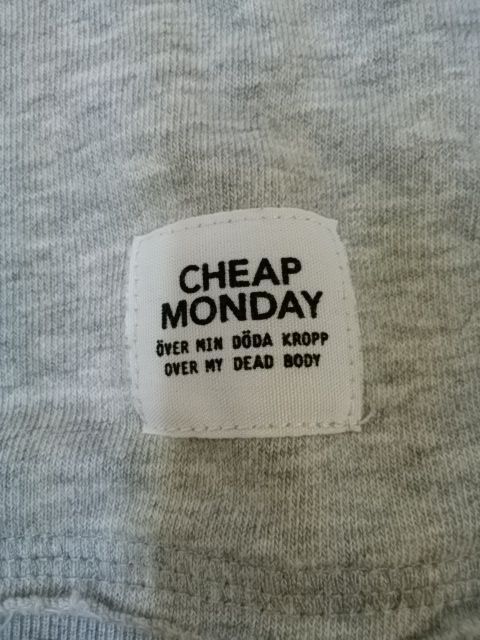 CHEAP
MONDAY
ÖVER MIN DÖDA KROPP
OVER MY DEAD BODY